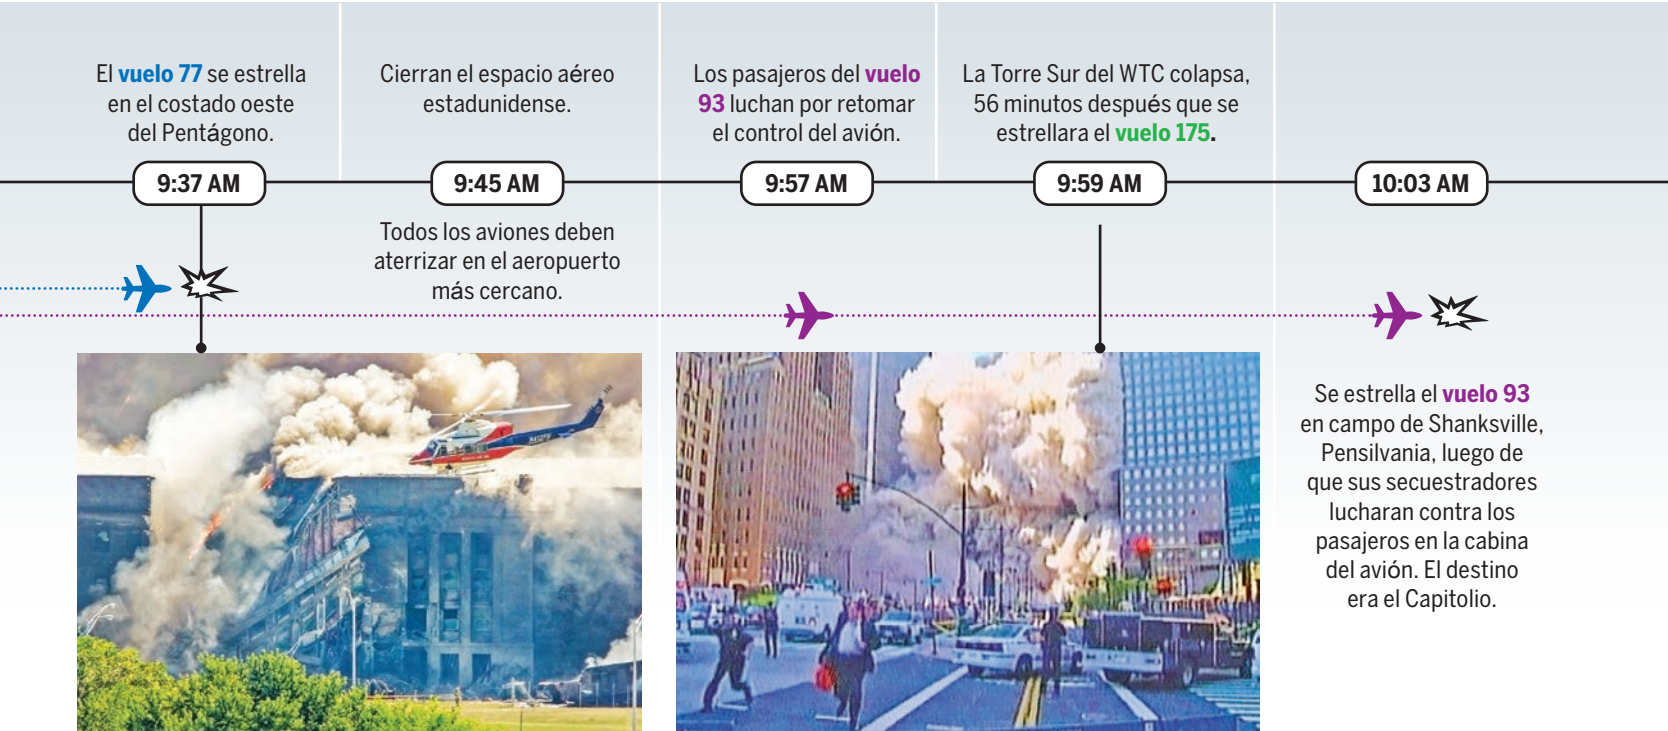 El vuelo 77 se estrella
en el costado oeste
del Pentágono.
9:37 AM
Cierran el espacio aéreo
estadunidense.
9:45 AM
Todos los aviones deben
aterrizar en el aeropuerto
más cercano.
Los pasajeros del vuelo
93 luchan por retomar
el control del avión.
9:57 AM
La Torre Sur del WTC colapsa,
56 minutos después que se
estrellara el vuelo 175.
9:59 AM
10:03 AM
Se estrella el vuelo 93
en campo de Shanksville,
Pensilvania, luego de
que sus secuestradores
lucharan contra los
pasajeros en la cabina
del avión. El destino
era el Capitolio.